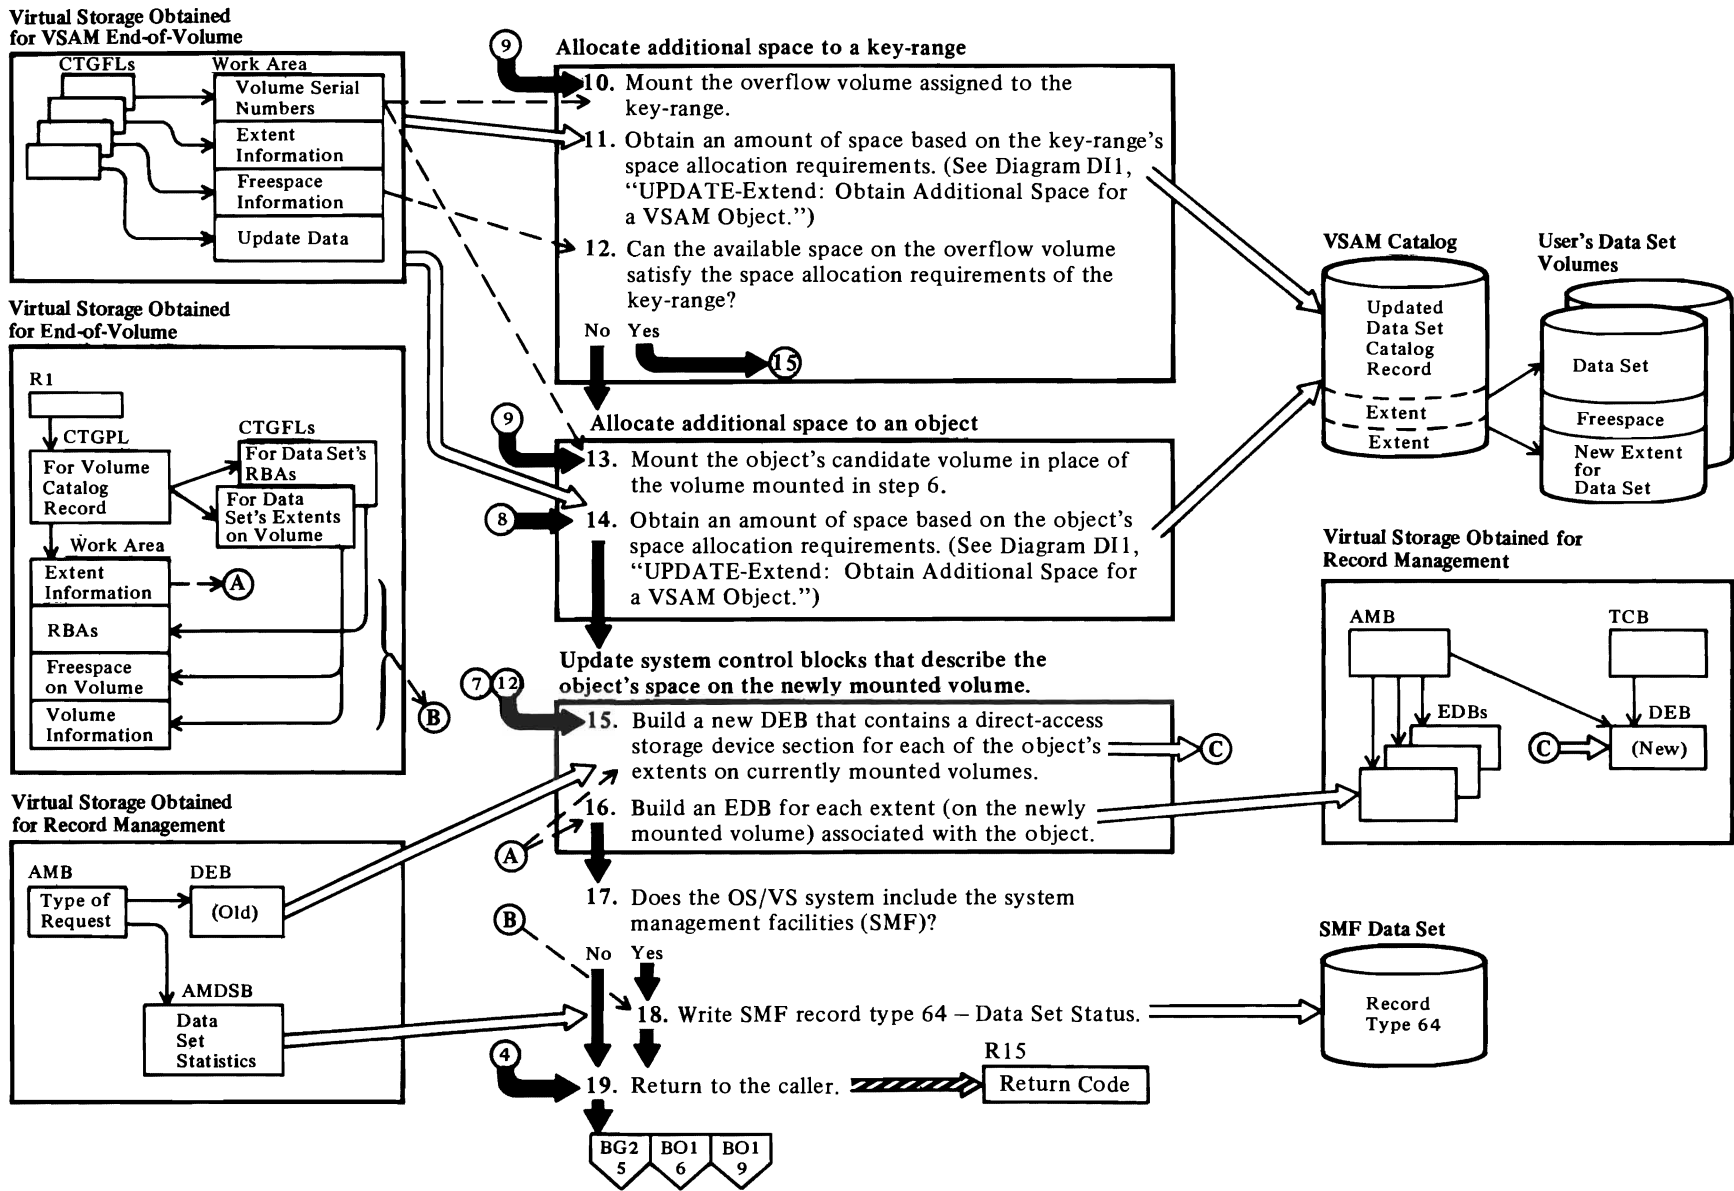 Virtual Storage Obtained
for VSAM End-of-Volume
CTGFLs
Work Area
Volume Serial
Numbers
Extent
Information
Freespace
Information
Update Data
Virtual Storage Obtained
for End-of-Volume
R1
CTGPL
For Volume
Catalog
Record
CTGFLs
For Data Set's
RBAs
For Data
Set's Extents
on Volume
Work Area
Extent
Information
A
RBAs
Freespace
on Volume
Volume
Information
B
Virtual Storage Obtained
for Record Management
AMB
Type of
Request
DEB
(Old)
AMDSB
Data
Set
Statistics
9
Allocate additional space to a key-range
10. Mount the overflow volume assigned to the
key-range.
11. Obtain an amount of space based on the key-range's
space allocation requirements. (See Diagram DI1,
“UPDATE-Extend: Obtain Additional Space for
a VSAM Object.”)
12. Can the available space on the overflow volume
satisfy the space allocation requirements of the
key-range?
No Yes
15
9
Allocate additional space to an object
13. Mount the object's candidate volume in place of
the volume mounted in step 6.
8
14. Obtain an amount of space based on the object's
space allocation requirements. (See Diagram DI1,
“UPDATE-Extend: Obtain Additional Space for
a VSAM Object.”)
Update system control blocks that describe the
object's space on the newly mounted volume.
7 12
15. Build a new DEB that contains a direct-access
storage device section for each of the object's
extents on currently mounted volumes.
C
16. Build an EDB for each extent (on the newly
mounted volume) associated with the object.
A
17. Does the OS/VS system include the system
management facilities (SMF)?
B
No Yes
18. Write SMF record type 64 – Data Set Status.
4
19. Return to the caller.
R15
Return Code
BG2
5
BO1
6
BO1
9
VSAM Catalog
Updated
Data Set
Catalog
Record
Extent
Extent
User's Data Set
Volumes
Data Set
Freespace
New Extent
for
Data Set
Virtual Storage Obtained for
Record Management
AMB
TCB
EDBs
DEB
C
(New)
SMF Data Set
Record
Type 64